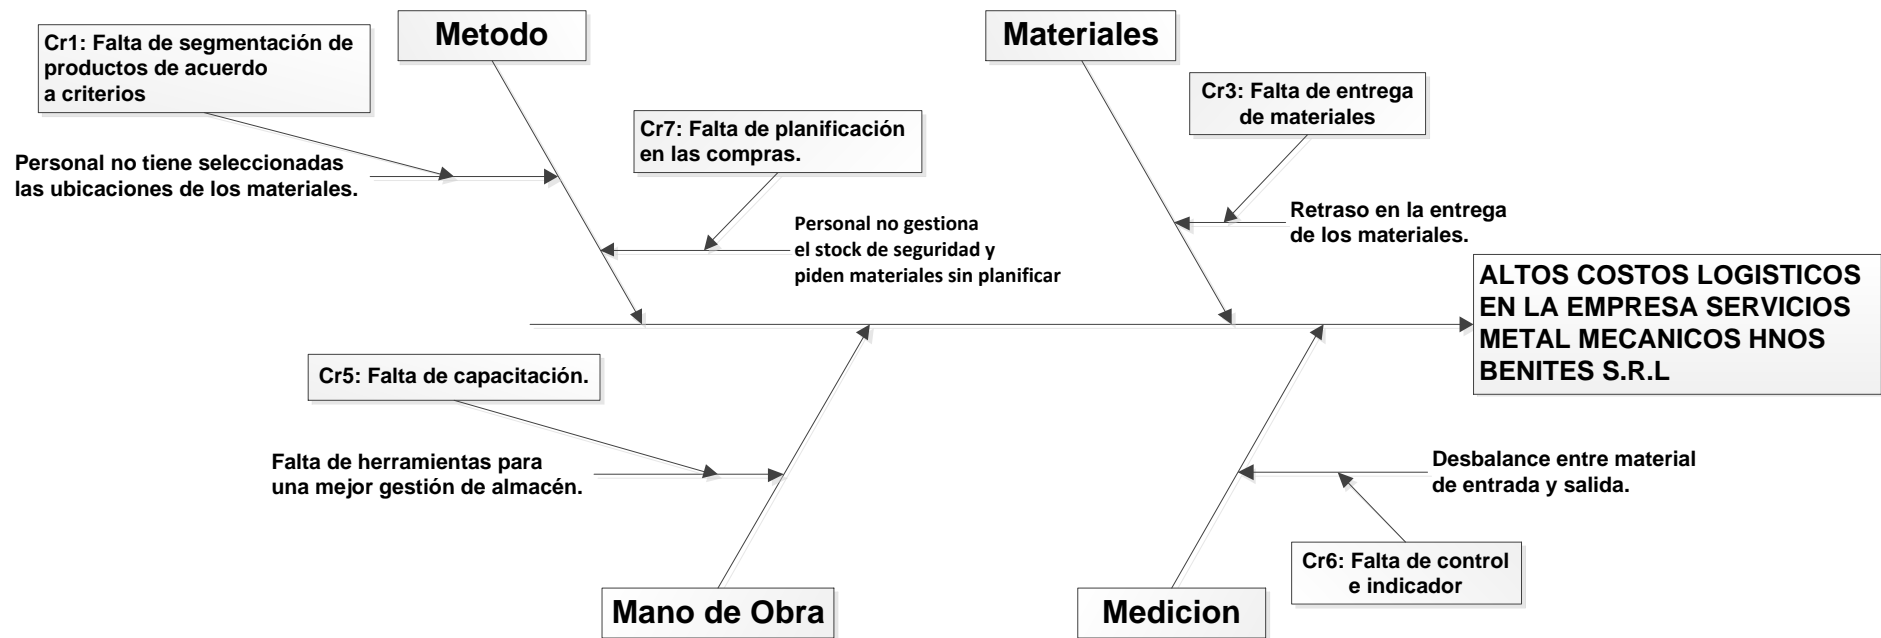 Cr1: Falta de segmentación de
productos de acuerdo
a criterios
Metodo
Materiales
Cr3: Falta de entrega
de materiales
Cr7: Falta de planificación
en las compras.
Personal no tiene seleccionadas
las ubicaciones de los materiales.
Personal no gestiona
el stock de seguridad y
piden materiales sin planificar
Retraso en la entrega
de los materiales.
ALTOS COSTOS LOGISTICOS
EN LA EMPRESA SERVICIOS
METAL MECANICOS HNOS
BENITES S.R.L
Cr5: Falta de capacitación.
Falta de herramientas para
una mejor gestión de almacén.
Desbalance entre material
de entrada y salida.
Cr6: Falta de control
e indicador
Mano de Obra
Medicion